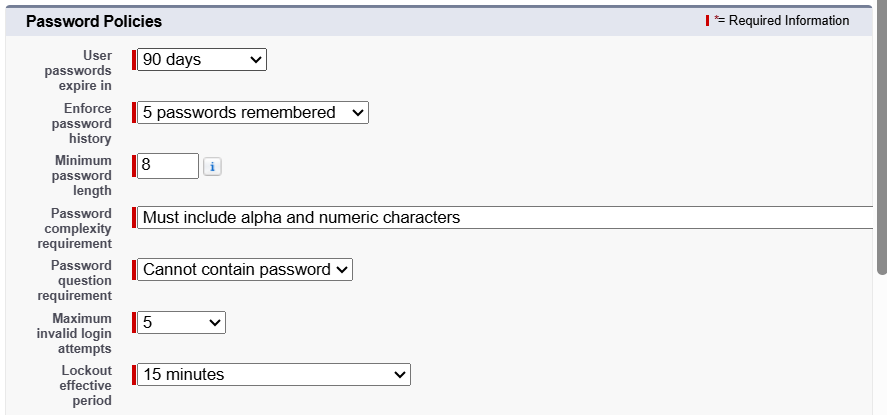 Password Policies
*= Required Information
User passwords expire in
90 days
Enforce password history
5 passwords remembered
Minimum password length
8
i
Password complexity requirement
Must include alpha and numeric characters
Password question requirement
Cannot contain password
Maximum invalid login attempts
5
Lockout effective period
15 minutes